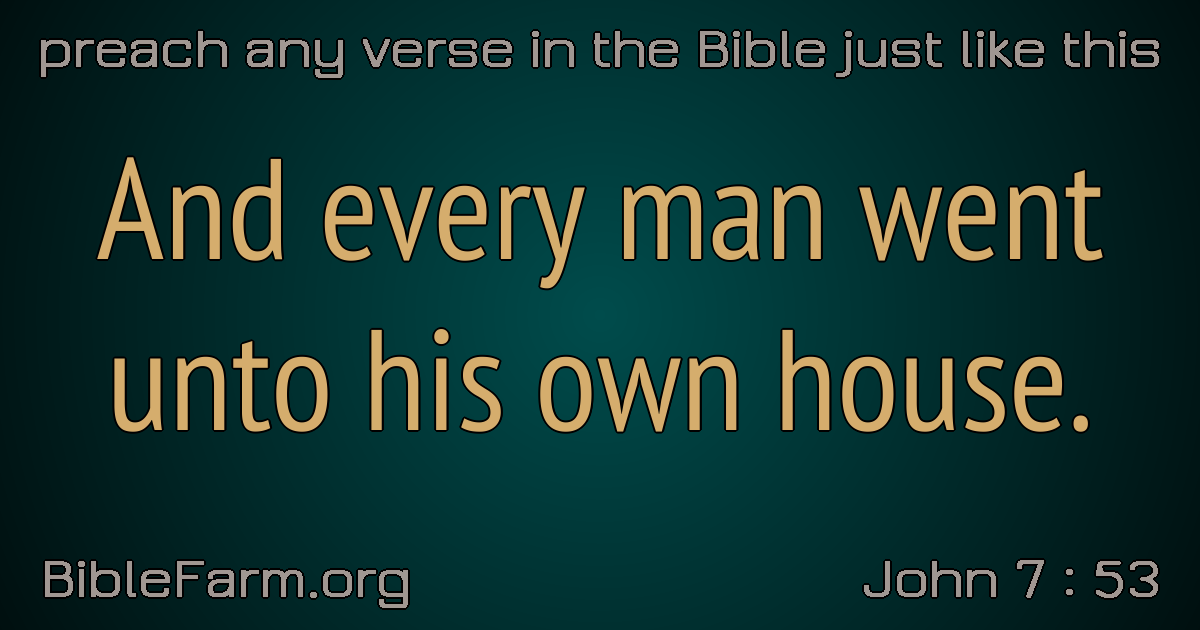 preach any verse in the Bible just like this
And every man went
unto his own house.
BibleFarm.org
John 7 : 53